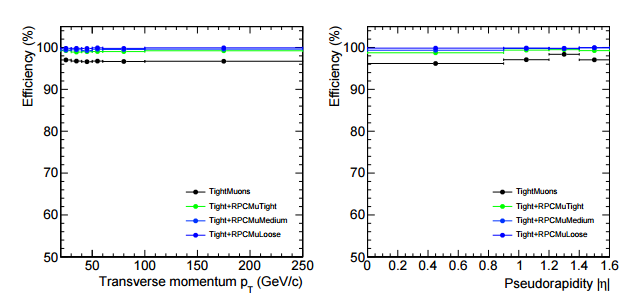 Efficiency (%)
100
90
80
70
60
50
TightMuons
Tight+RPCMuTight
Tight+RPCMuMedium
Tight+RPCMuLoose
50 100 150 200 250
Transverse momentum p_T (GeV/c)
Efficiency (%)
100
90
80
70
60
50
TightMuons
Tight+RPCMuTight
Tight+RPCMuMedium
Tight+RPCMuLoose
0 0.2 0.4 0.6 0.8 1 1.2 1.4 1.6
Pseudorapidity |η|